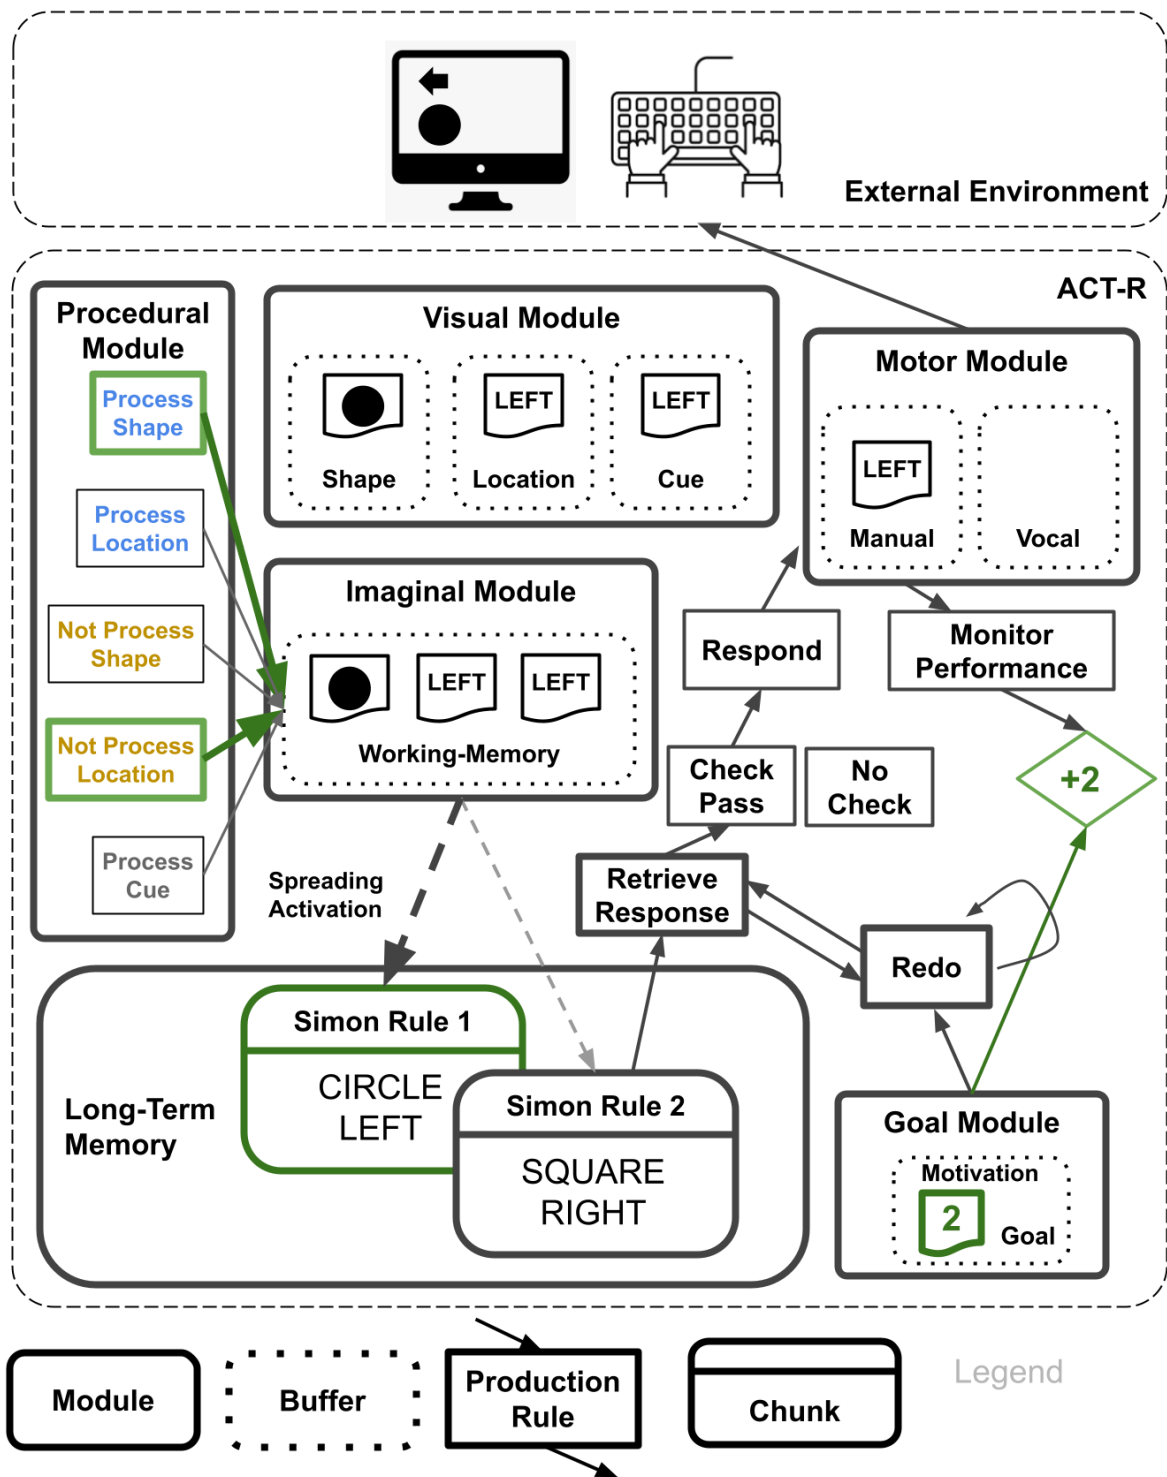 External Environment
ACT-R
Procedural
Module
Process
Shape
Process
Location
Not Process
Shape
Not Process
Location
Process
Cue
Visual Module
Shape
LEFT
Location
LEFT
Cue
Motor Module
LEFT
Manual
Vocal
Imaginal Module
LEFT
LEFT
Working-Memory
Respond
Monitor
Performance
Check
Pass
No
Check
+2
Spreading
Activation
Retrieve
Response
Redo
Long-Term
Memory
Simon Rule 1
CIRCLE
LEFT
Simon Rule 2
SQUARE
RIGHT
Goal Module
Motivation
2
Goal
Module
Buffer
Production
Rule
Chunk
Legend